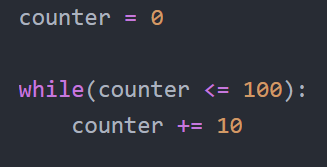 counter = 0
while(counter <= 100):
    counter += 10